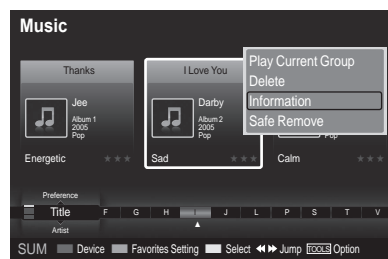 Music
Thanks
I Love You
Play Current Group
Delete
Information
Safe Remove
Jee
Album 1
2005
Pop
Darby
Album 2
2005
Pop
Pop
Energetic
Sad
Calm
Preference
Title F G H I J L P S T V
Artist
SUM Device Favorites Setting Select Jump TOOLS Option